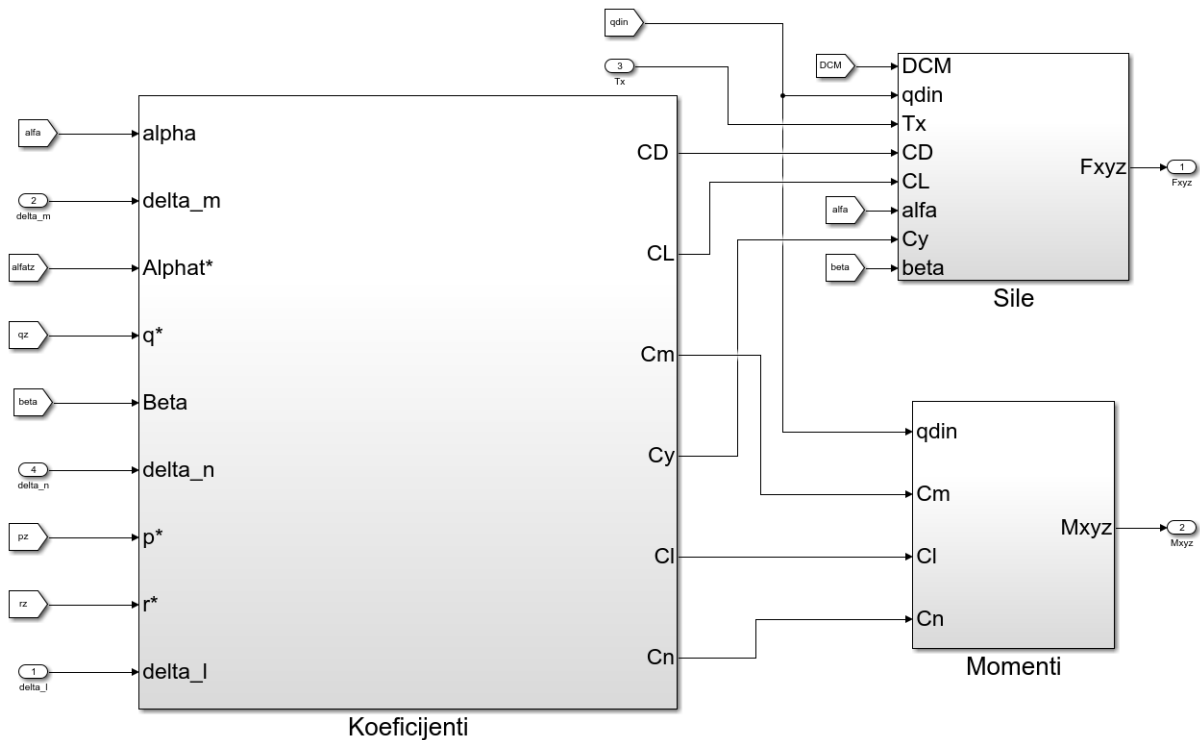 qdin
3
Tx
alfa
2
delta_m
alfatz
qz
beta
4
delta_n
pz
rz
1
delta_l
alpha
delta_m
Alphat*
q*
Beta
delta_n
p*
r*
delta_l
CD
CL
Cm
Cy
Cl
Cn
Koeficijenti
DCM
alfa
beta
DCM
qdin
Tx
CD
CL
alfa
Cy
beta
Fxyz
Sile
1
Fxyz
qdin
Cm
Cl
Cn
Mxyz
Momenti
2
Mxyz